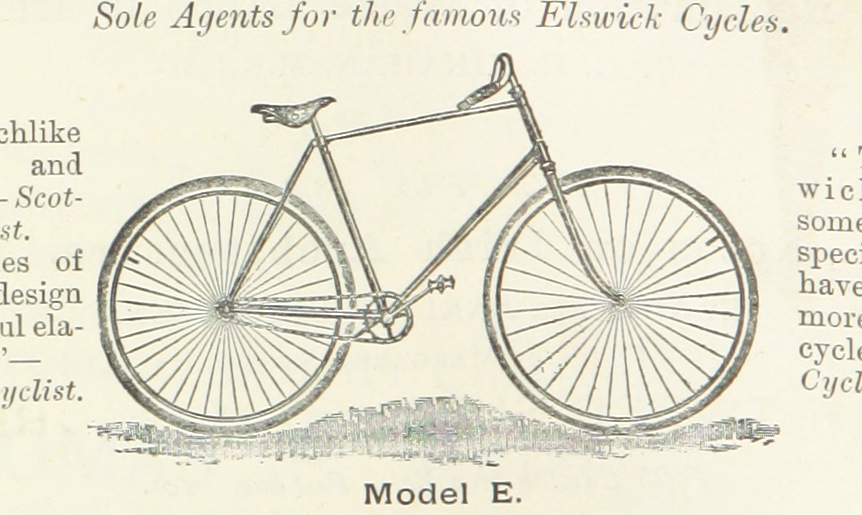 Sole Agents for the famous Elswick Cycles.
chlike
and
—Scot-
st.
es of
design
ul ela-
’—
yclist.
“ T
wic
some
speci
have
more
cycle
Cycl
Model E.